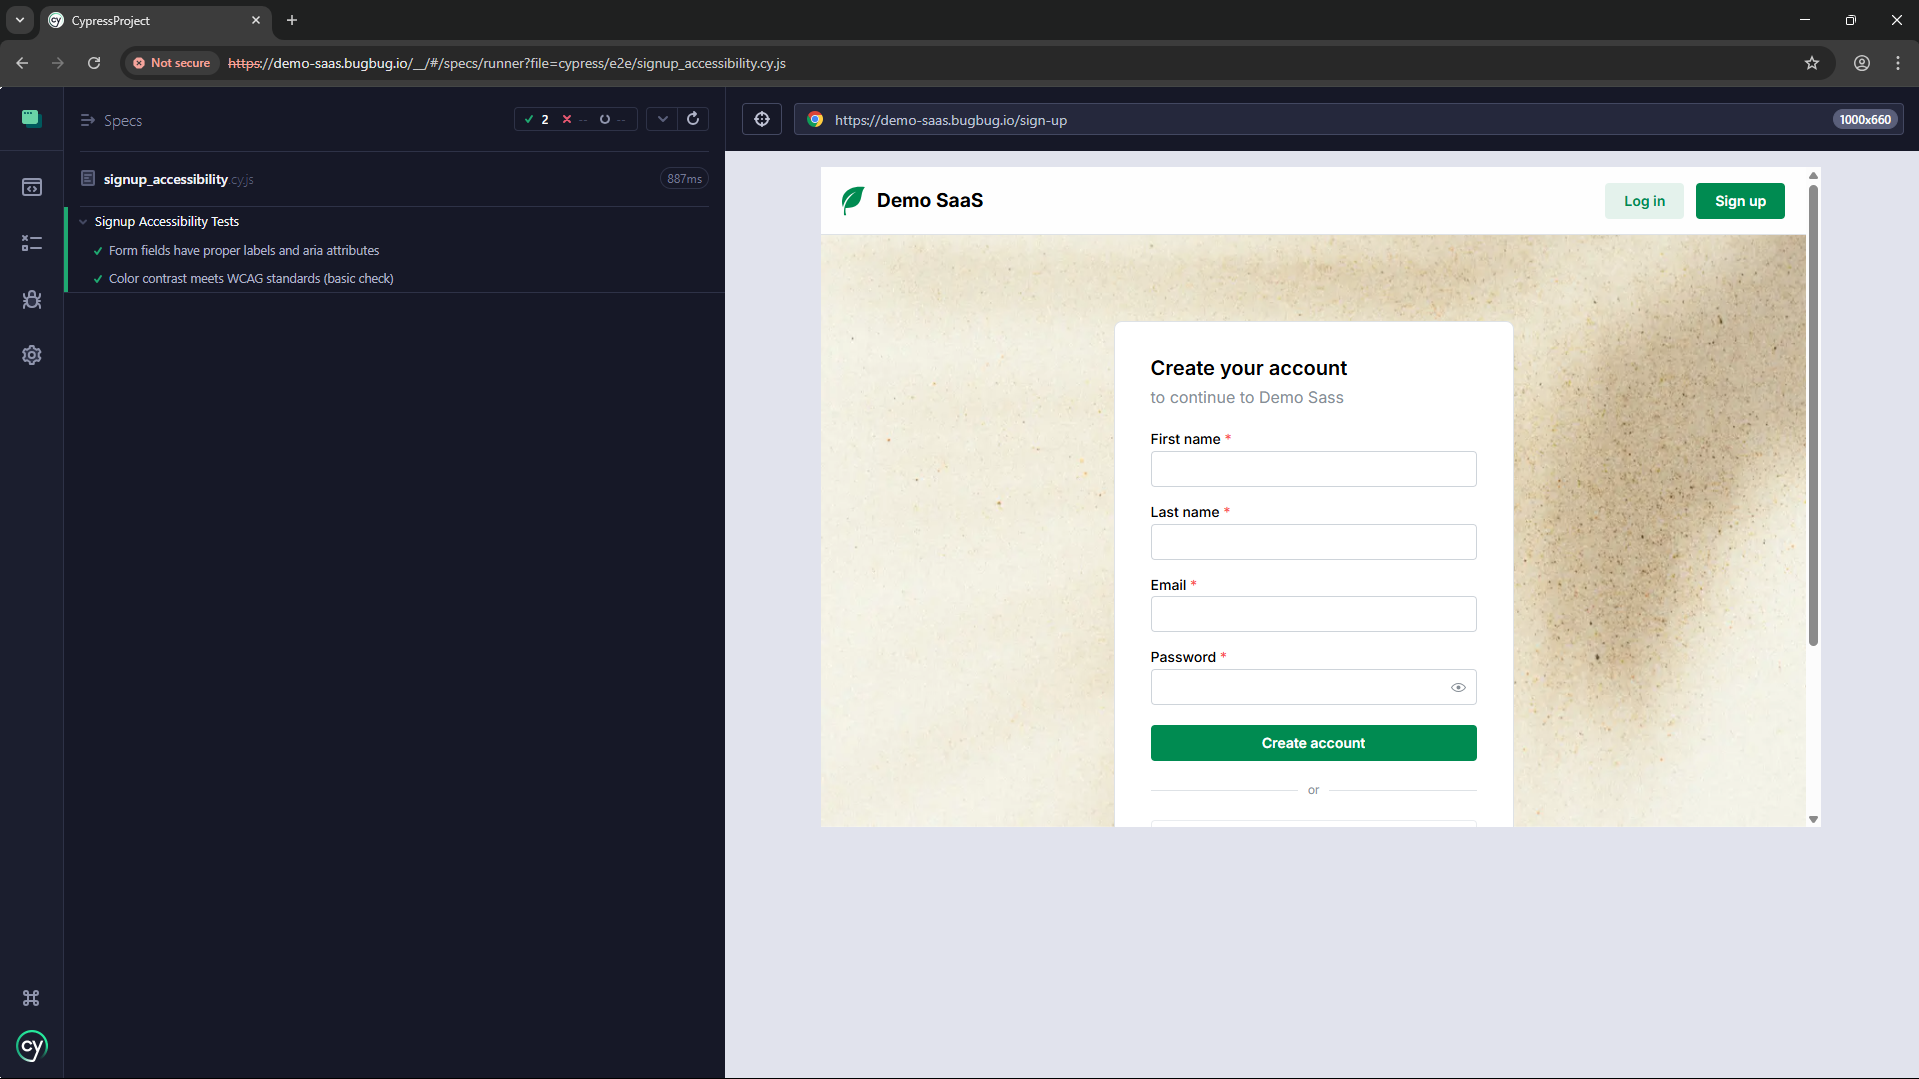 CypressProject
Not secure
https://demo-saas.bugbug.io/__/#/specs/runner?file=cypress/e2e/signup_accessibility.cy.js
Specs
2 -- --
https://demo-saas.bugbug.io/sign-up
1000x660
signup_accessibility.cy.js
887ms
Signup Accessibility Tests
Form fields have proper labels and aria attributes
Color contrast meets WCAG standards (basic check)
cy
Demo SaaS
Log in
Sign up
Create your account
to continue to Demo Sass
First name *
Last name *
Email *
Password *
Create account
or